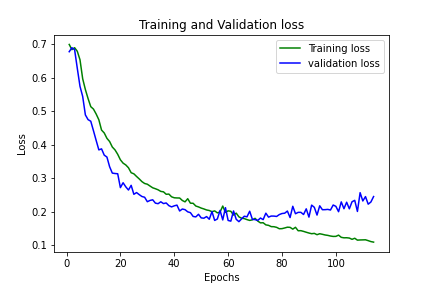 Training and Validation loss
Training loss
validation loss
Loss
0.7
0.6
0.5
0.4
0.3
0.2
0.1
0
20
40
60
80
100
Epochs